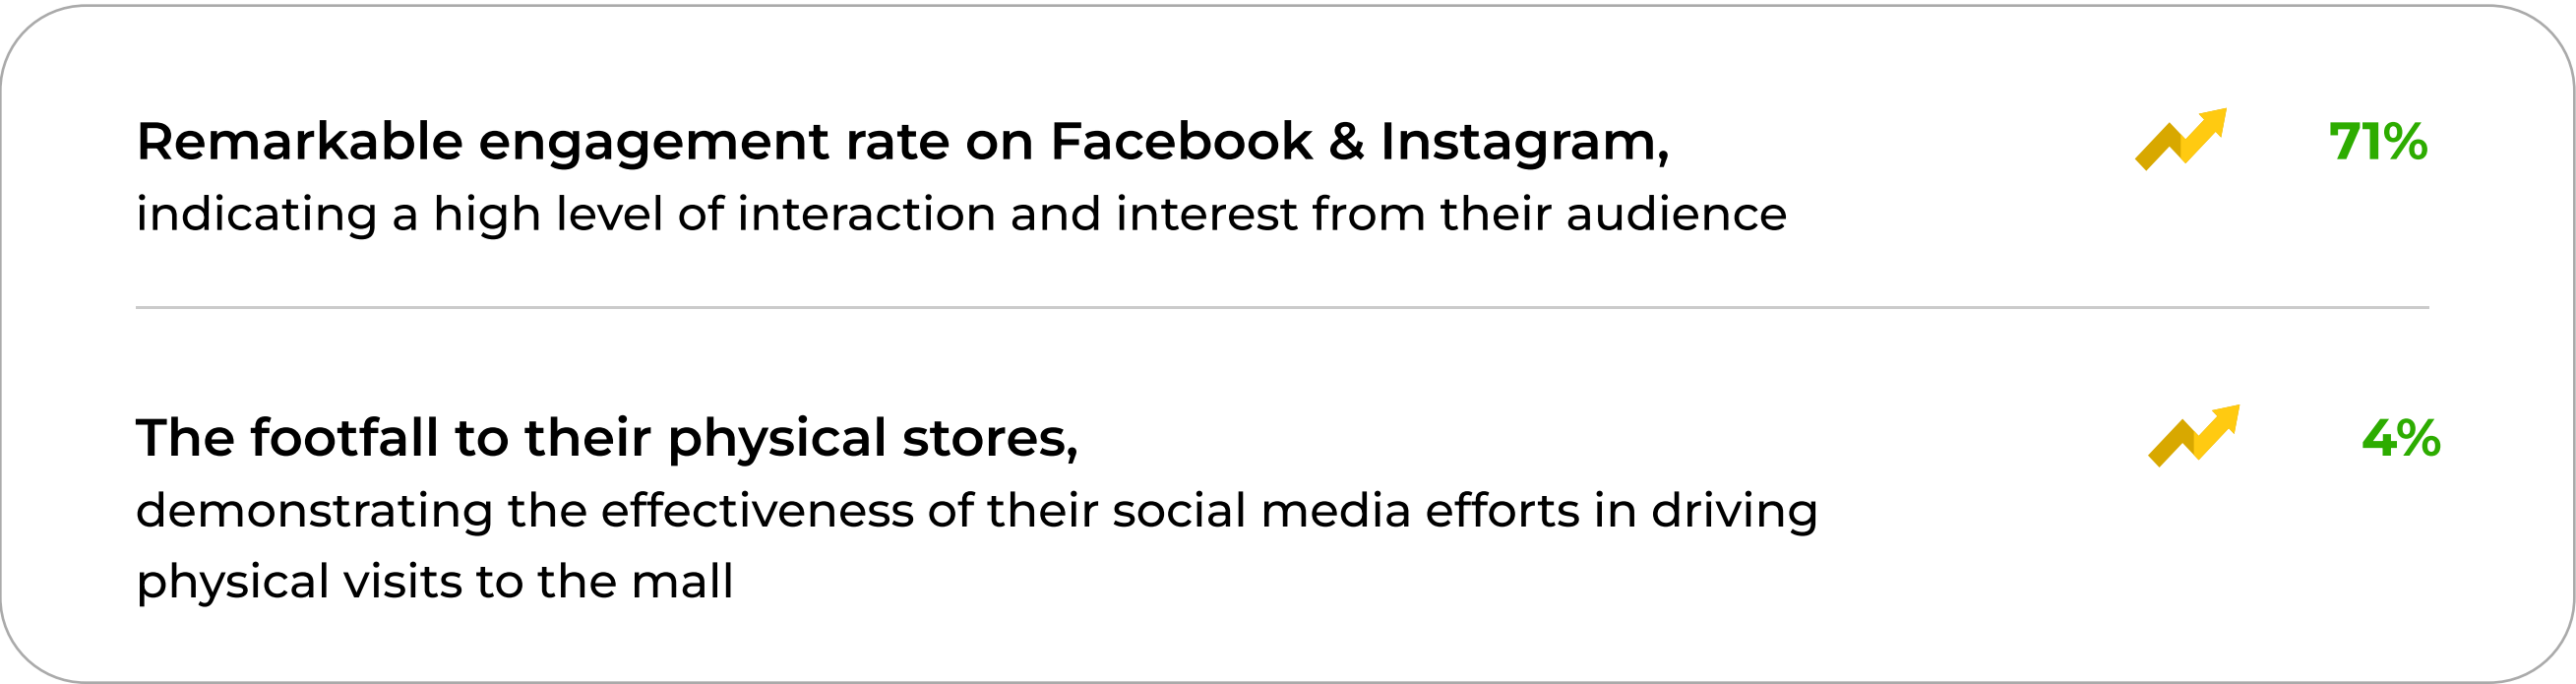 Remarkable engagement rate on Facebook & Instagram, 71%
indicating a high level of interaction and interest from their audience
The footfall to their physical stores, 4%
demonstrating the effectiveness of their social media efforts in driving
physical visits to the mall